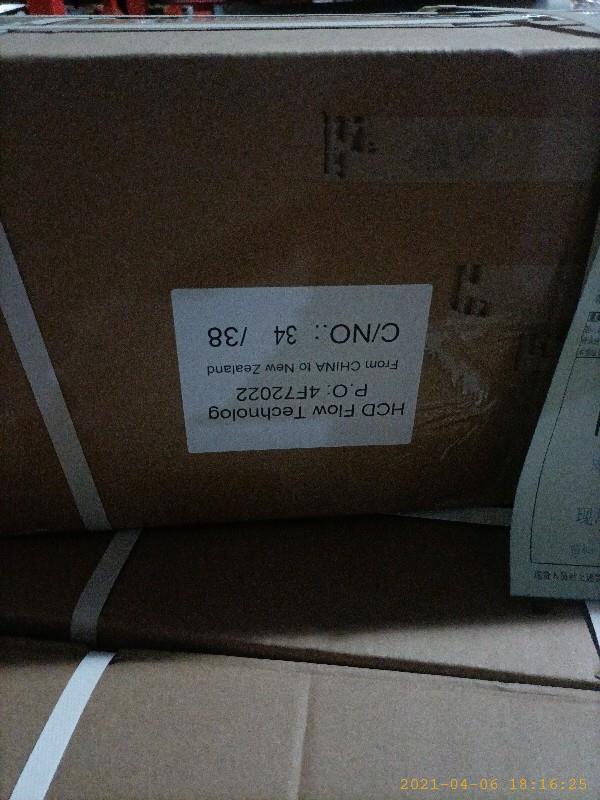 HCD Flow Technolog
P.O: 4F72022
From CHINA to New Zealand
C/NO.: 34 /38
2021-04-06 18:16:25